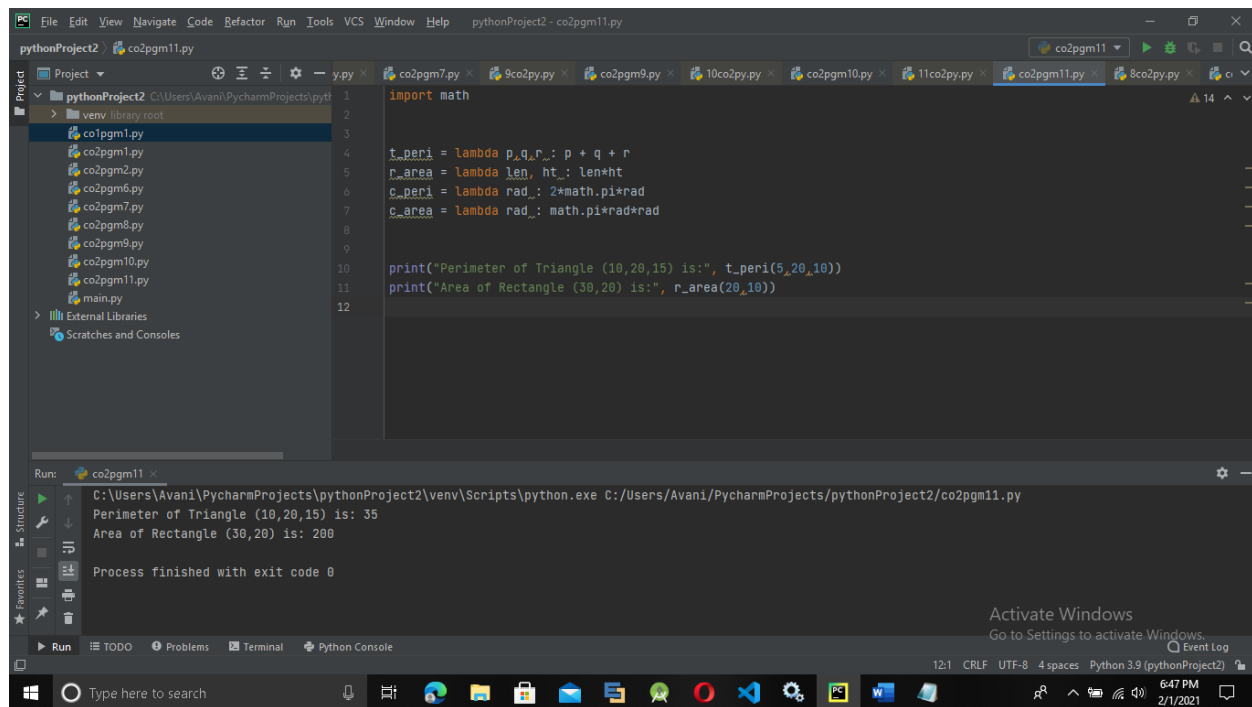 PC File Edit View Navigate Code Refactor Run Tools VCS Window Help pythonProject2 - co2pgm11.py
pythonProject2 co2pgm11.py co2pgm11
Project y.py co2pgm7.py 9co2py.py co2pgm9.py 10co2py.py co2pgm10.py 11co2py.py co2pgm11.py 8co2py.py
Project
pythonProject2 C:\Users\Avani\PycharmProjects\pyth
venv library root
co1pgm1.py
co2pgm1.py
co2pgm2.py
co2pgm6.py
co2pgm7.py
co2pgm8.py
co2pgm9.py
co2pgm10.py
co2pgm11.py
main.py
External Libraries
Scratches and Consoles
14
1 import math
2
3
4 t_peri = lambda p,q,r : p + q + r
5 r_area = lambda len, ht : len*ht
6 c_peri = lambda rad : 2*math.pi*rad
7 c_area = lambda rad : math.pi*rad*rad
8
9
10 print("Perimeter of Triangle (10,20,15) is:", t_peri(5,20,10))
11 print("Area of Rectangle (30,20) is:", r_area(20,10))
12
Run: co2pgm11
C:\Users\Avani\PycharmProjects\pythonProject2\venv\Scripts\python.exe C:/Users/Avani/PycharmProjects/pythonProject2/co2pgm11.py
Perimeter of Triangle (10,20,15) is: 35
Area of Rectangle (30,20) is: 200
Process finished with exit code 0
Structure
Favorites
Activate Windows
Go to Settings to activate Windows.
Run TODO Problems Terminal Python Console Event Log
12:1 CRLF UTF-8 4 spaces Python 3.9 (pythonProject2)
Type here to search
6:47 PM
2/1/2021